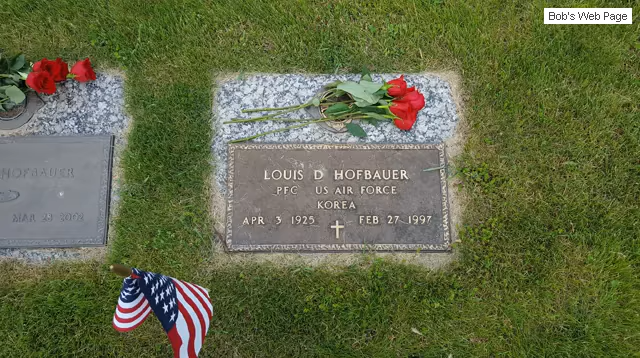 Bob's Web Page
HOFBAUER
MAR 24 2001
LOUIS D HOFBAUER
PFC US AIR FORCE
KOREA
APR 3 1925 FEB 27 1997